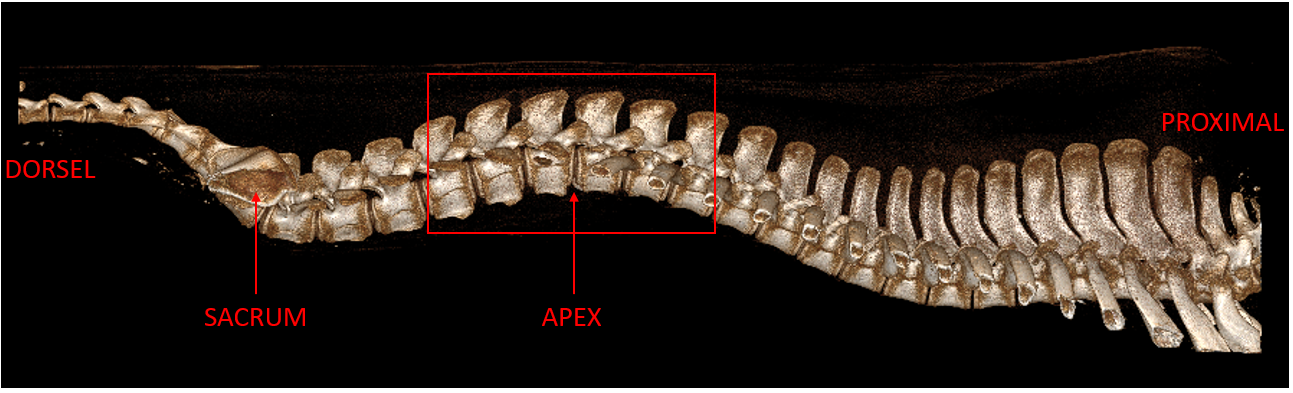 PROXIMAL
DORSEL
SACRUM
APEX